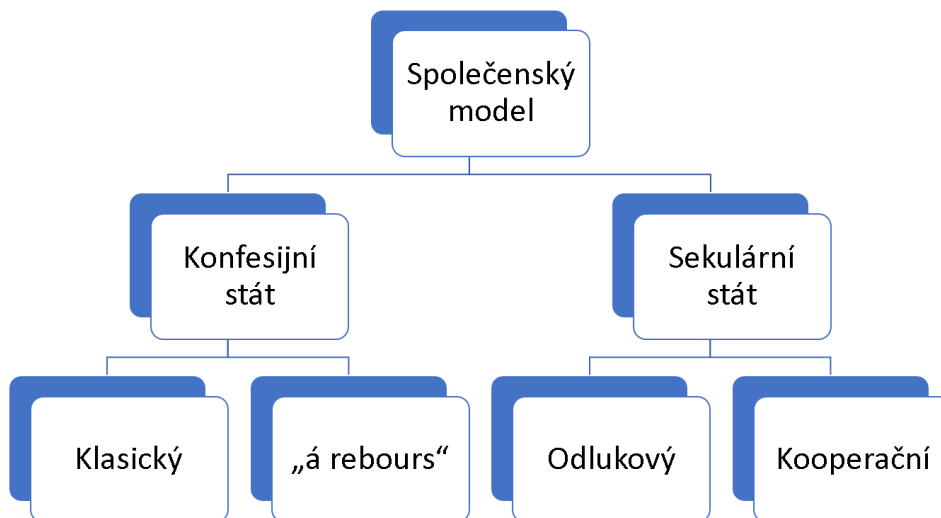 Společenský
model
Konfesijní
stát
Sekulární
stát
Klasický
„á rebours“
Odlukový
Kooperační